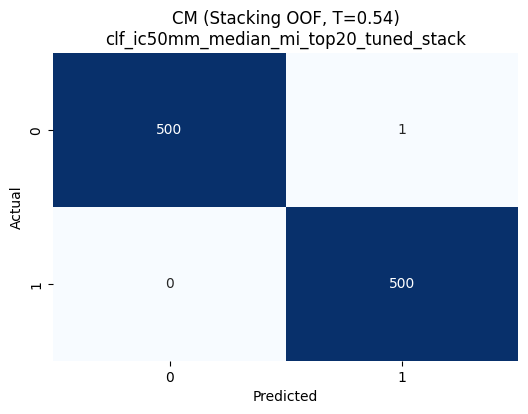 CM (Stacking OOF, T=0.54)
clf_ic50mm_median_mi_top20_tuned_stack
0
500
1
Actual
1
0
500
0
1
Predicted